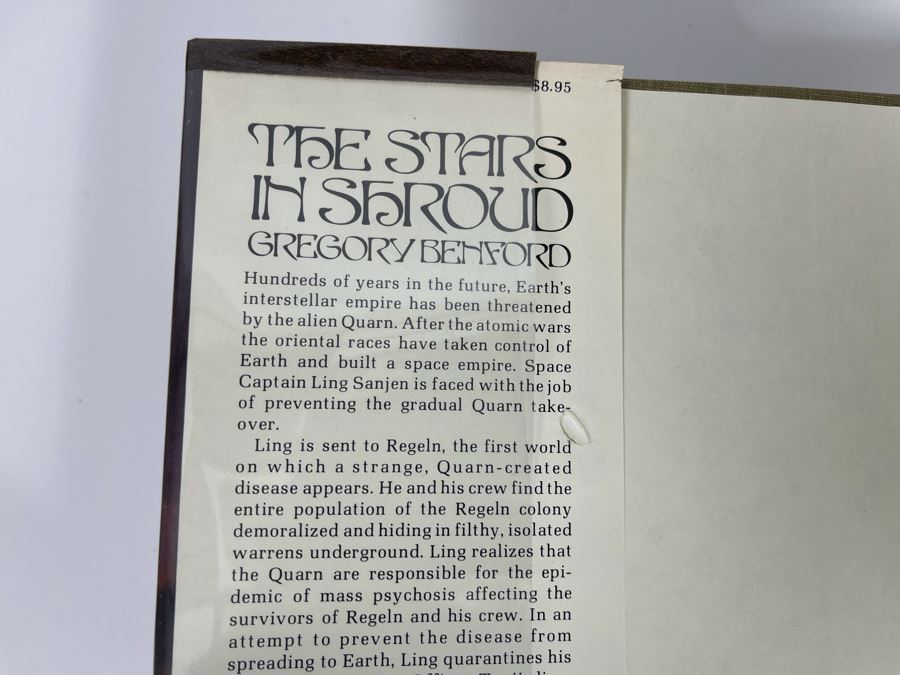 $8.95
THE STARS
IN SHROUD
GREGORY BENFORD
Hundreds of years in the future, Earth's
interstellar empire has been threatened
by the alien Quarn. After the atomic wars
the oriental races have taken control of
Earth and built a space empire. Space
Captain Ling Sanjen is faced with the job
of preventing the gradual Quarn take-
over.
Ling is sent to Regeln, the first world
on which a strange, Quarn-created
disease appears. He and his crew find the
entire population of the Regeln colony
demoralized and hiding in filthy, isolated
warrens underground. Ling realizes that
the Quarn are responsible for the epi-
demic of mass psychosis affecting the
survivors of Regeln and his crew. In an
attempt to prevent the disease from
spreading to Earth, Ling quarantines his